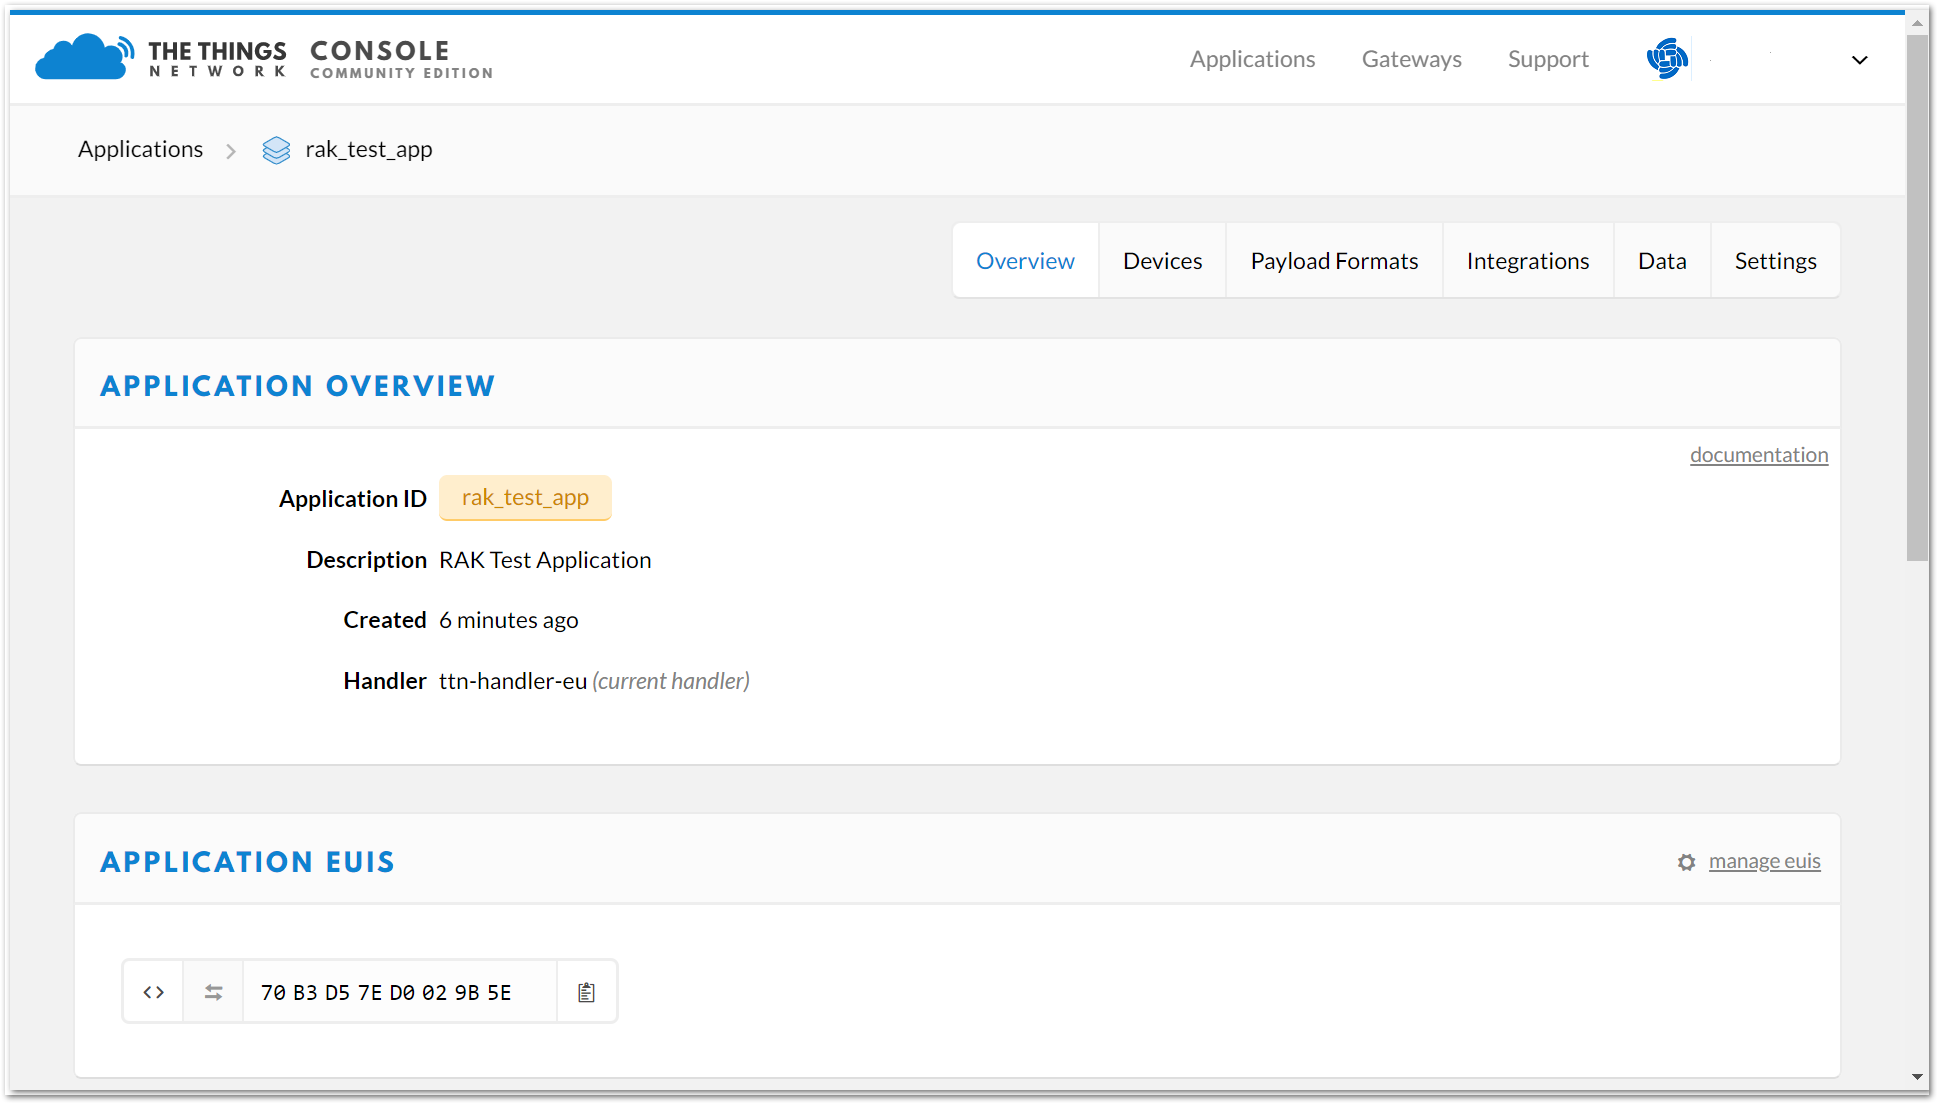 THE THINGS NETWORK CONSOLE COMMUNITY EDITION
Applications Gateways Support
Applications rak_test_app
Overview Devices Payload Formats Integrations Data Settings
APPLICATION OVERVIEW
documentation
Application ID rak_test_app
Description RAK Test Application
Created 6 minutes ago
Handler ttn-handler-eu (current handler)
APPLICATION EUIS
manage euis
<> 70 B3 D5 7E D0 02 9B 5E